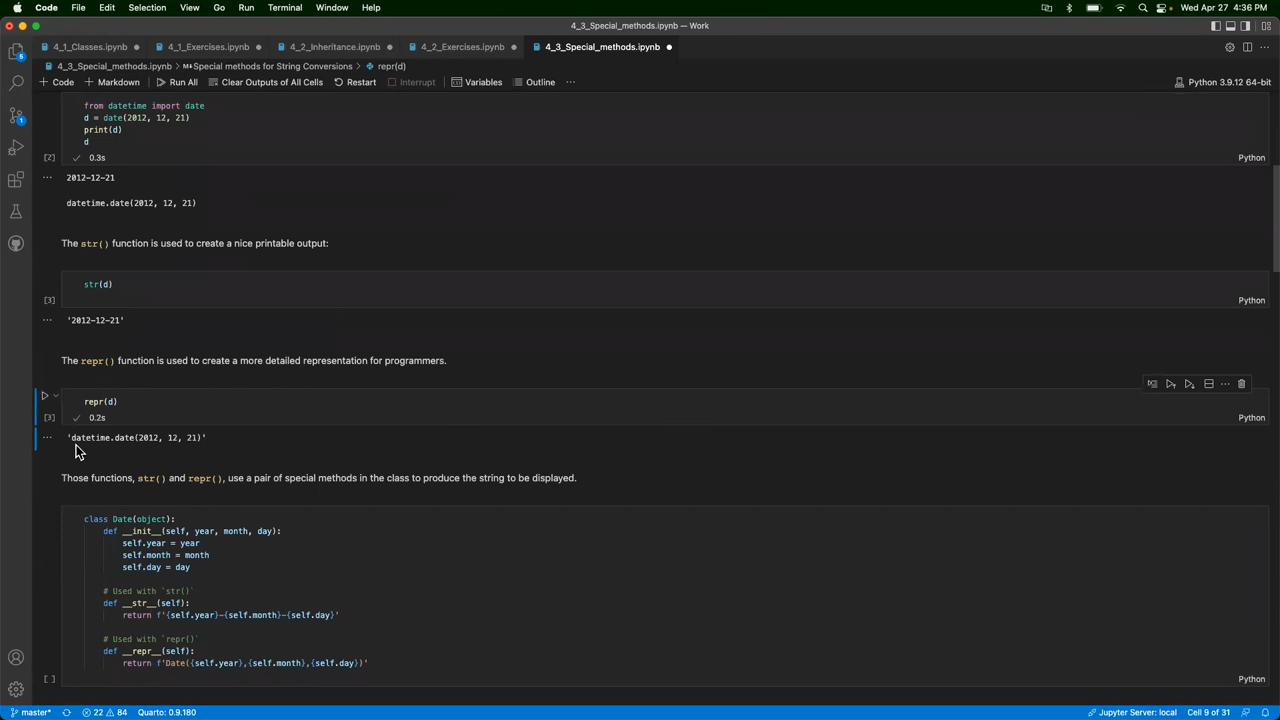 Code File Edit Selection View Go Run Terminal Window Help Wed Apr 27 4:36 PM
4_3_Special_methods.ipynb — Work
4_1_Classes.ipynb 4_1_Exercises.ipynb 4_2_Inheritance.ipynb 4_2_Exercises.ipynb 4_3_Special_methods.ipynb
4_3_Special_methods.ipynb > M↓Special methods for String Conversions > repr(d)
+ Code + Markdown Run All Clear Outputs of All Cells Restart Interrupt Variables Outline ... Python 3.9.12 64-bit
from datetime import date
d = date(2012, 12, 21)
print(d)
d
[2] ✓ 0.3s Python
... 2012-12-21
datetime.date(2012, 12, 21)
The str() function is used to create a nice printable output:
str(d)
[3] Python
... '2012-12-21'
The repr() function is used to create a more detailed representation for programmers.
repr(d)
[3] ✓ 0.2s Python
... 'datetime.date(2012, 12, 21)'
Those functions, str() and repr(), use a pair of special methods in the class to produce the string to be displayed.
class Date(object):
def __init__(self, year, month, day):
self.year = year
self.month = month
self.day = day
# Used with `str()`
def __str__(self):
return f'{self.year}-{self.month}-{self.day}'
# Used with `repr()`
def __repr__(self):
return f'Date({self.year},{self.month},{self.day})'
[ ] Python
master* 22 84 Quarto: 0.9.180 Jupyter Server: local Cell 9 of 31